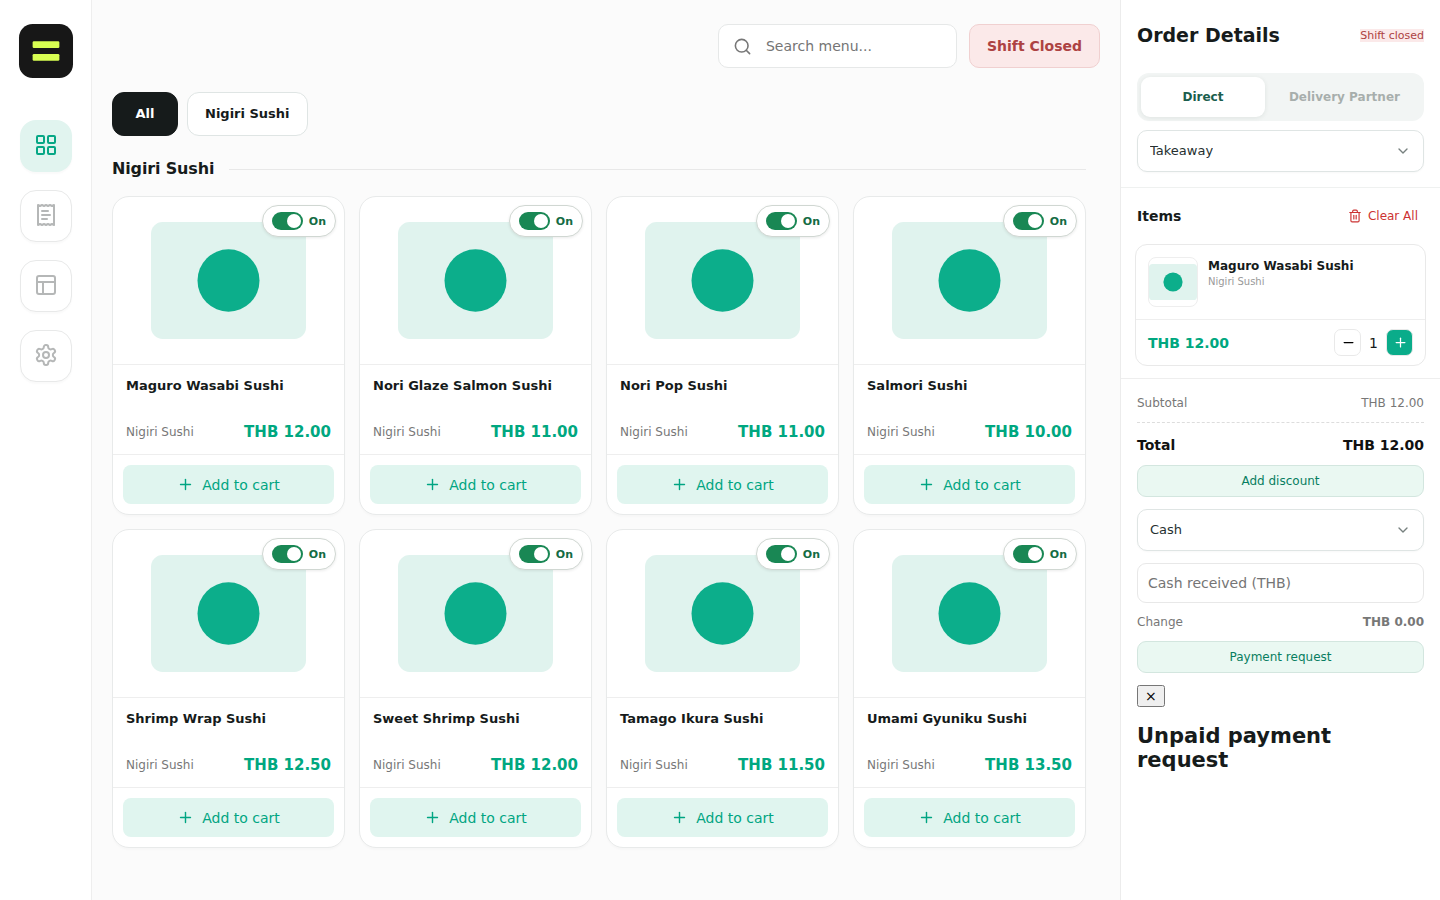 Search menu...
Shift Closed
All
Nigiri Sushi
Nigiri Sushi
On
On
On
On
Maguro Wasabi Sushi
Nori Glaze Salmon Sushi
Nori Pop Sushi
Salmori Sushi
Nigiri Sushi THB 12.00
Nigiri Sushi THB 11.00
Nigiri Sushi THB 11.00
Nigiri Sushi THB 10.00
Add to cart
Add to cart
Add to cart
Add to cart
On
On
On
On
Shrimp Wrap Sushi
Sweet Shrimp Sushi
Tamago Ikura Sushi
Umami Gyuniku Sushi
Nigiri Sushi THB 12.50
Nigiri Sushi THB 12.00
Nigiri Sushi THB 11.50
Nigiri Sushi THB 13.50
Add to cart
Add to cart
Add to cart
Add to cart
Order Details
Shift closed
Direct
Delivery Partner
Takeaway
Items
Clear All
Maguro Wasabi Sushi
Nigiri Sushi
THB 12.00
1
Subtotal THB 12.00
Total THB 12.00
Add discount
Cash
Cash received (THB)
Change THB 0.00
Payment request
Unpaid payment
request